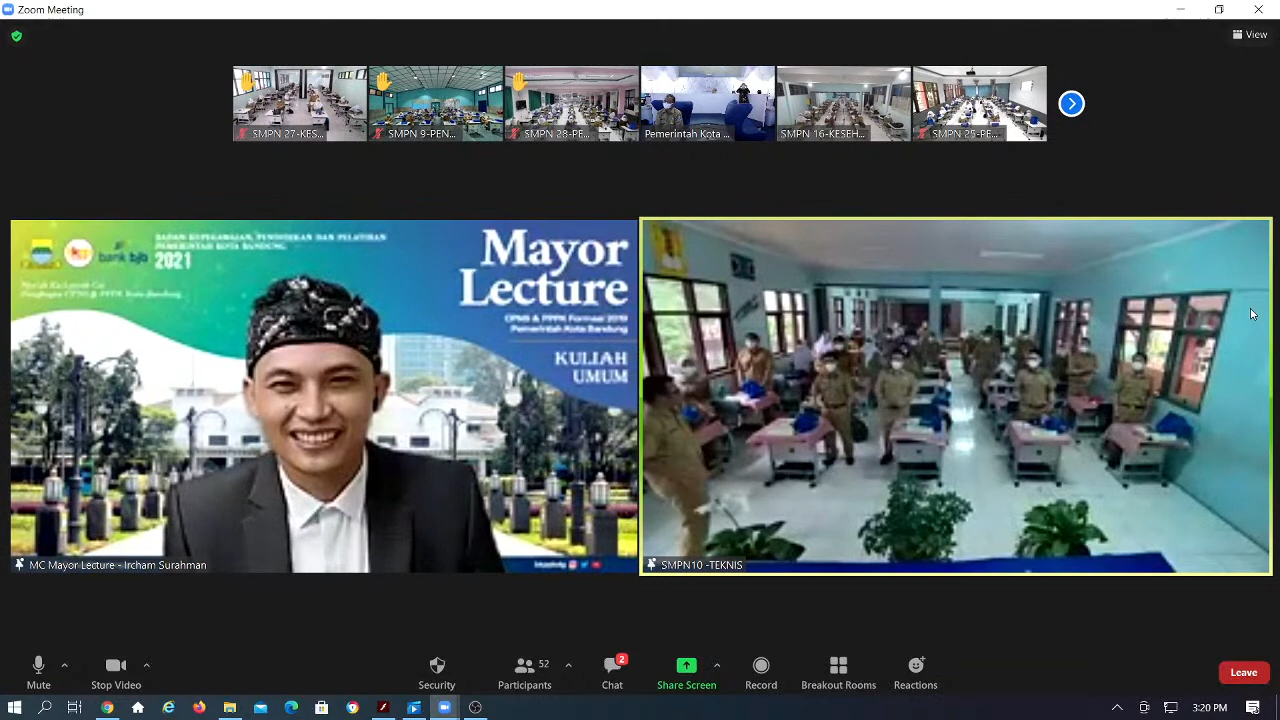 Zoom Meeting
View
SMPN 27-KES...
SMPN 9-PEN...
SMPN 28-PE...
Pemerintah Kota ...
SMPN 16-KESEH...
SMPN 25-PE...
BADAN KEPEGAWAIAN, PENDIDIKAN DAN PELATIHAN
PEMERINTAH KOTA BANDUNG
2021
bank bjb
Mayor
Lecture
CPNS & PPPK Formasi 2019
Pemerintah Kota Bandung
KULIAH
UMUM
MC Mayor Lecture - Ircham Surahman
SMPN10 -TEKNIS
Mute
Stop Video
Security
52
Participants
2
Chat
Share Screen
Record
Breakout Rooms
Reactions
Leave
3:20 PM